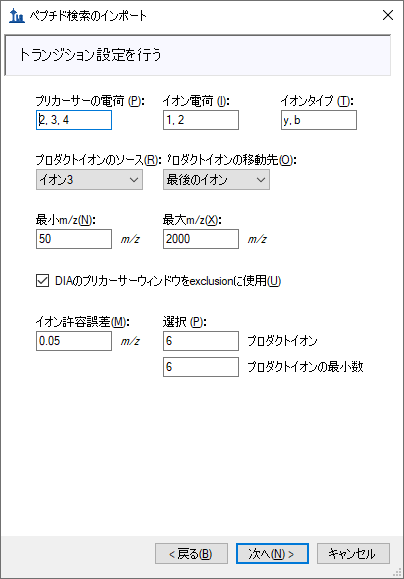 ペプチド検索のインポート
トランジション設定を行う
プリカーサーの電荷 (P): イオン電荷 (I): イオンタイプ (T):
2, 3, 4 1, 2 y, b
プロダクトイオンのソース(R): プロダクトイオンの移動先(O):
イオン3 最後のイオン
最小m/z(N): 最大m/z(X):
50 m/z 2000 m/z
DIAのプリカーサーウィンドウをexclusionに使用(U)
イオン許容誤差(M): 選択 (P):
0.05 m/z 6 プロダクトイオン
6 プロダクトイオンの最小数
< 戻る(B) 次へ(N) > キャンセル